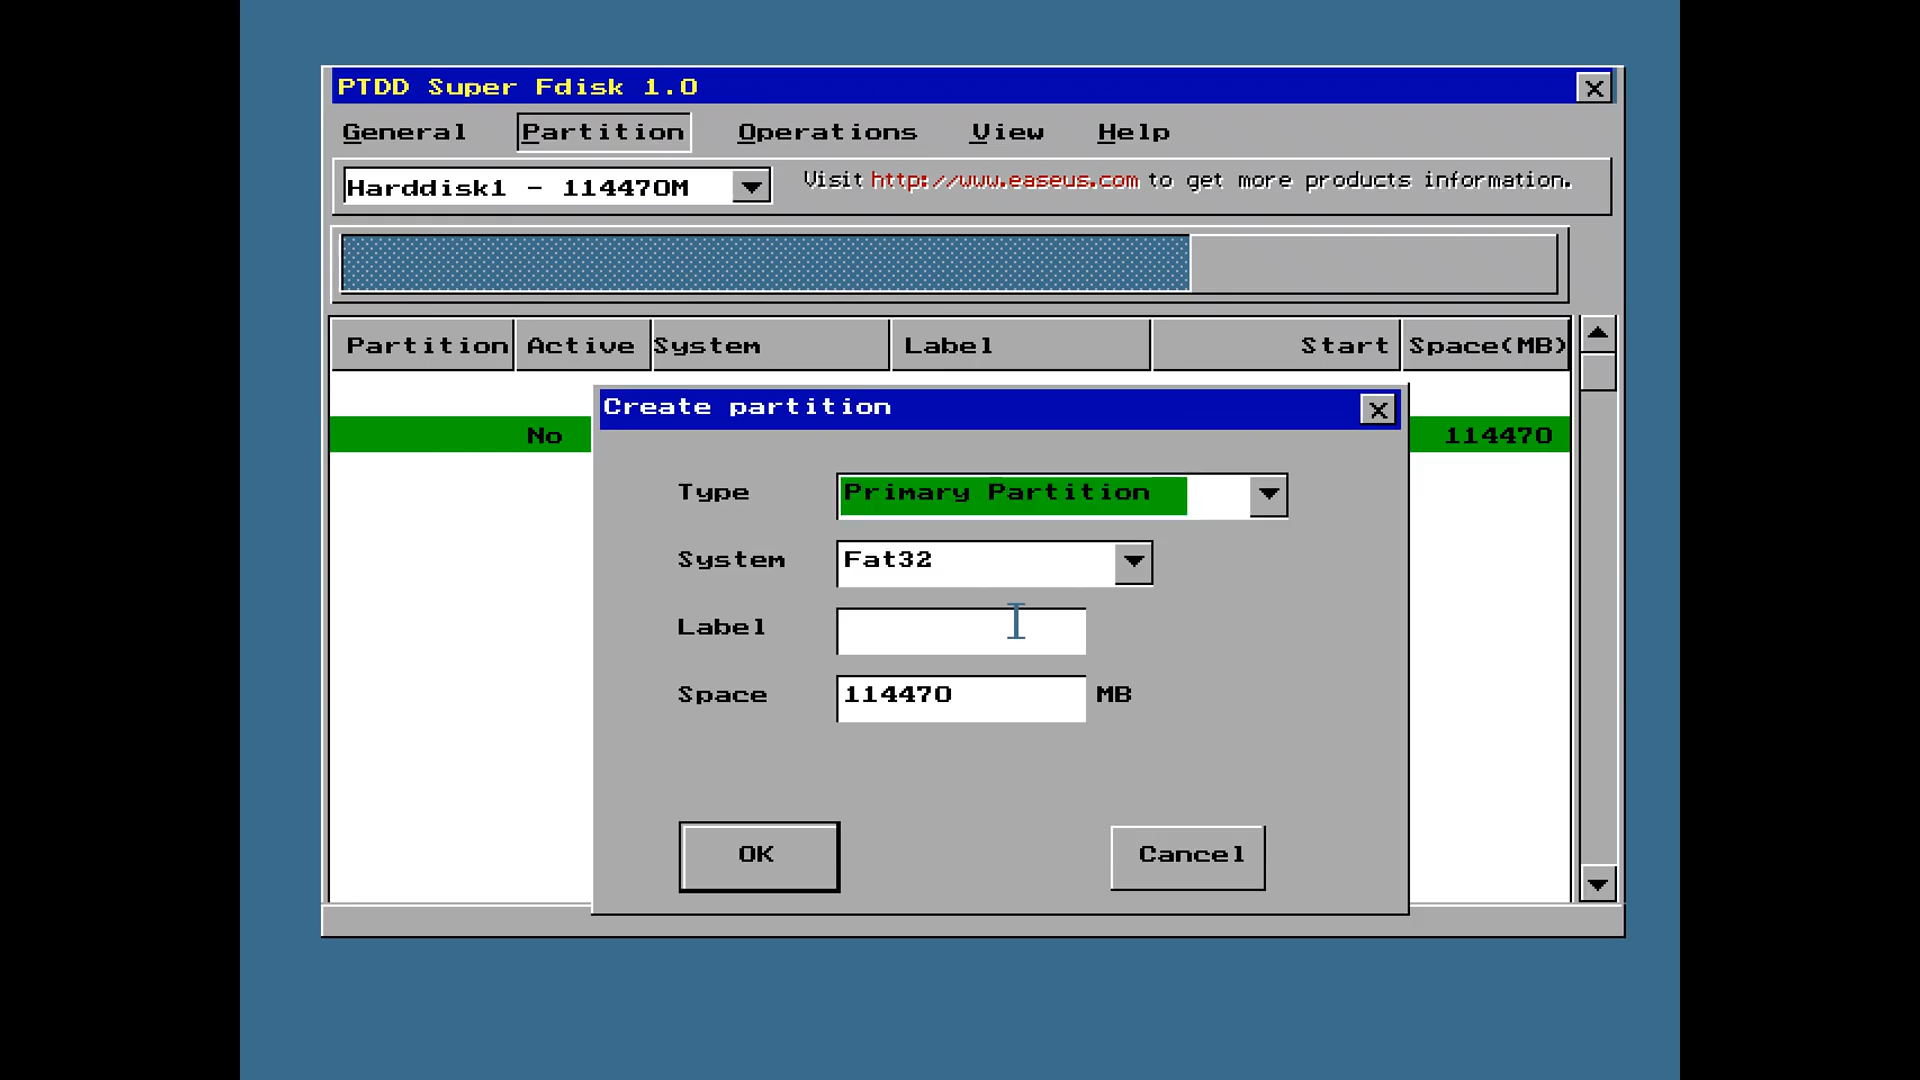 PTDD Super Fdisk 1.0
General Partition Operations View Help
Harddisk1 - 114470M
Visit http://www.easeus.com to get more products information.
Partition Active System Label Start Space(MB)
No 114470
Create partition
Type Primary Partition
System Fat32
Label
Space 114470 MB
OK Cancel